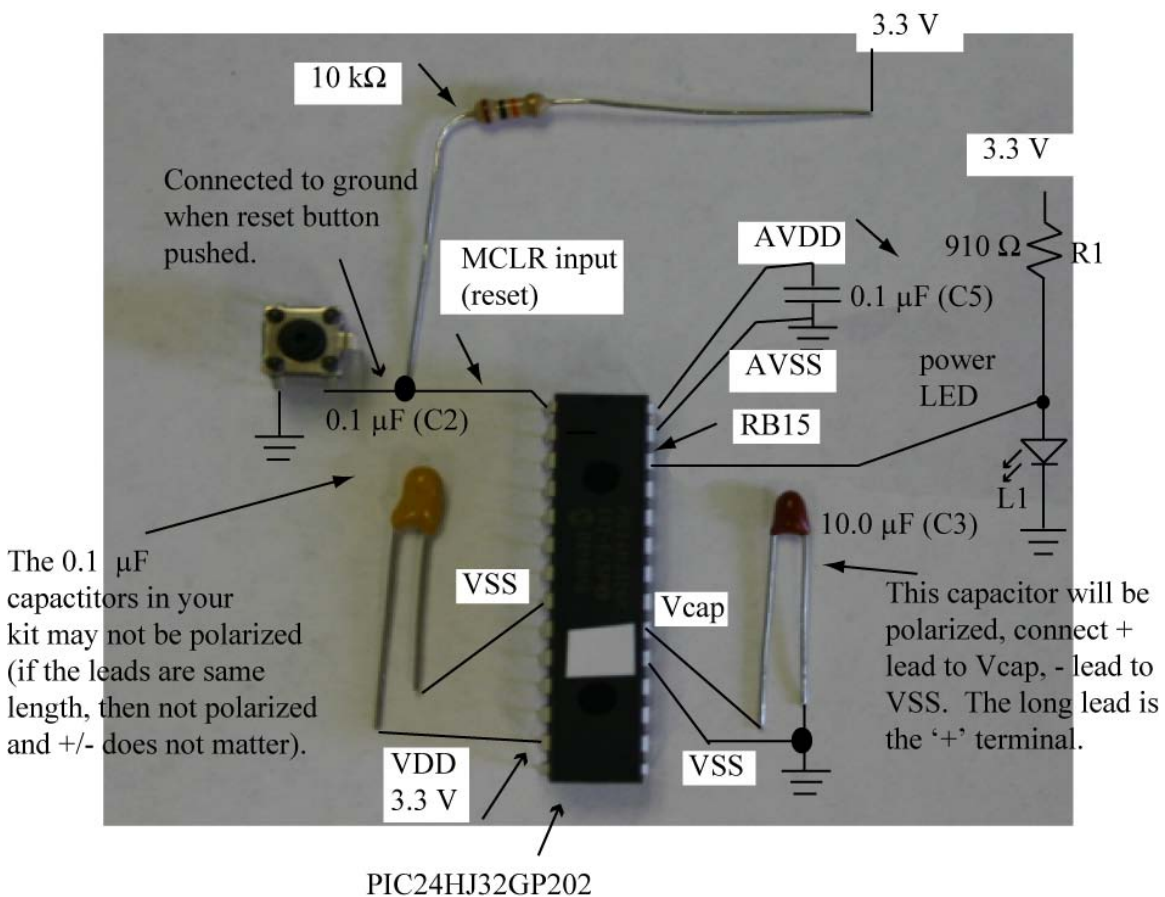 3.3 V
10 kΩ
3.3 V
Connected to ground
when reset button
pushed.
MCLR input
(reset)
AVDD
910 Ω
R1
0.1 µF (C5)
AVSS
power
LED
0.1 µF (C2)
RB15
L1
10.0 µF (C3)
The 0.1 µF
capactitors in your
kit may not be polarized
(if the leads are same
length, then not polarized
and +/- does not matter).
VSS
Vcap
This capacitor will be
polarized, connect +
lead to Vcap, - lead to
VSS. The long lead is
the ‘+’ terminal.
VDD
3.3 V
VSS
PIC24HJ32GP202